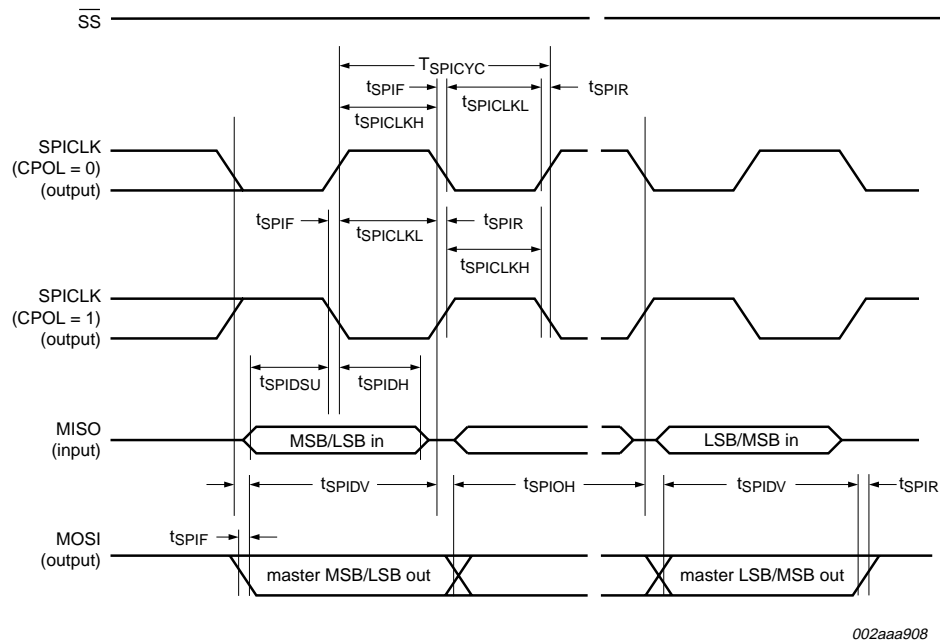 SS
TSPICYC
tSPIF
tSPICLKL
tSPIR
tSPICLKH
SPICLK
(CPOL = 0)
(output)
tSPIF
tSPICLKL
tSPIR
tSPICLKH
SPICLK
(CPOL = 1)
(output)
tSPIDSU
tSPIDH
MISO
(input)
MSB/LSB in
LSB/MSB in
tSPIDV
tSPIOH
tSPIDV
tSPIR
tSPIF
MOSI
(output)
master MSB/LSB out
master LSB/MSB out
002aaa908